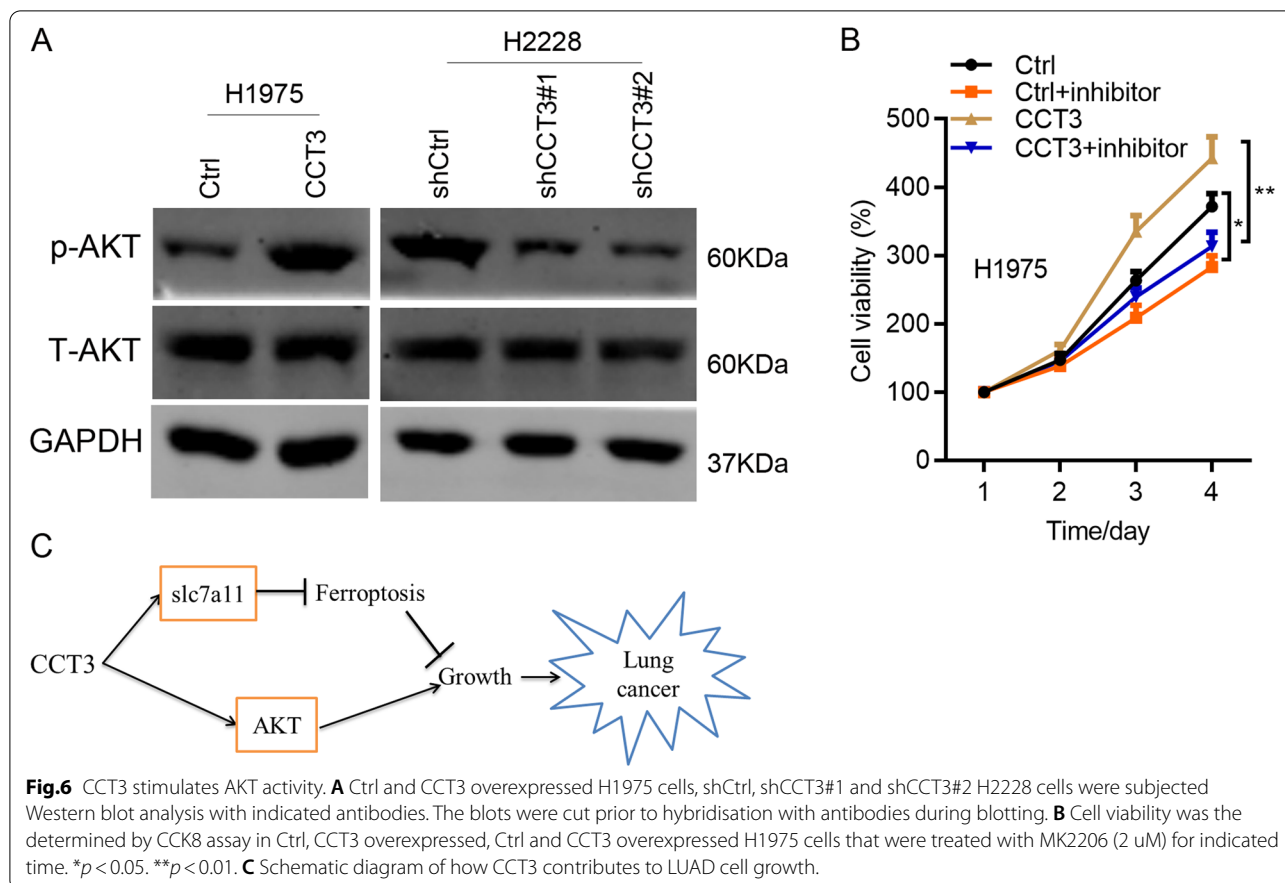 A
H1975
H2228
Ctrl
CCT3
shCtrl
shCCT3#1
shCCT3#2
p-AKT
60KDa
T-AKT
60KDa
GAPDH
37KDa
B
Ctrl
Ctrl+inhibitor
CCT3
CCT3+inhibitor
Cell viability (%)
500
400
300
200
100
0
H1975
*
**
1 2 3 4
Time/day
C
slc7a11
Ferroptosis
CCT3
Growth
Lung
cancer
AKT
Fig.6 CCT3 stimulates AKT activity. A Ctrl and CCT3 overexpressed H1975 cells, shCtrl, shCCT3#1 and shCCT3#2 H2228 cells were subjected
Western blot analysis with indicated antibodies. The blots were cut prior to hybridisation with antibodies during blotting. B Cell viability was the
determined by CCK8 assay in Ctrl, CCT3 overexpressed, Ctrl and CCT3 overexpressed H1975 cells that were treated with MK2206 (2 uM) for indicated
time. *p < 0.05. **p < 0.01. C Schematic diagram of how CCT3 contributes to LUAD cell growth.